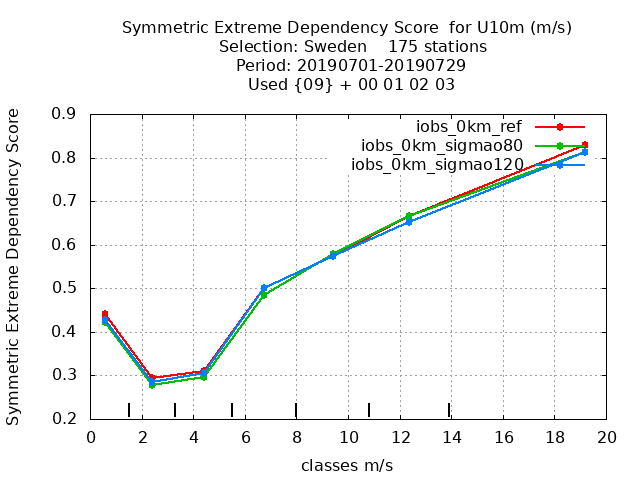 Symmetric Extreme Dependency Score  for U10m (m/s)
Selection: Sweden    175 stations
Period: 20190701-20190729
Used {09} + 00 01 02 03
Symmetric Extreme Dependency Score
0.9
0.8
0.7
0.6
0.5
0.4
0.3
0.2
iobs_0km_ref
iobs_0km_sigmao80
iobs_0km_sigmao120
0 2 4 6 8 10 12 14 16 18 20
classes m/s